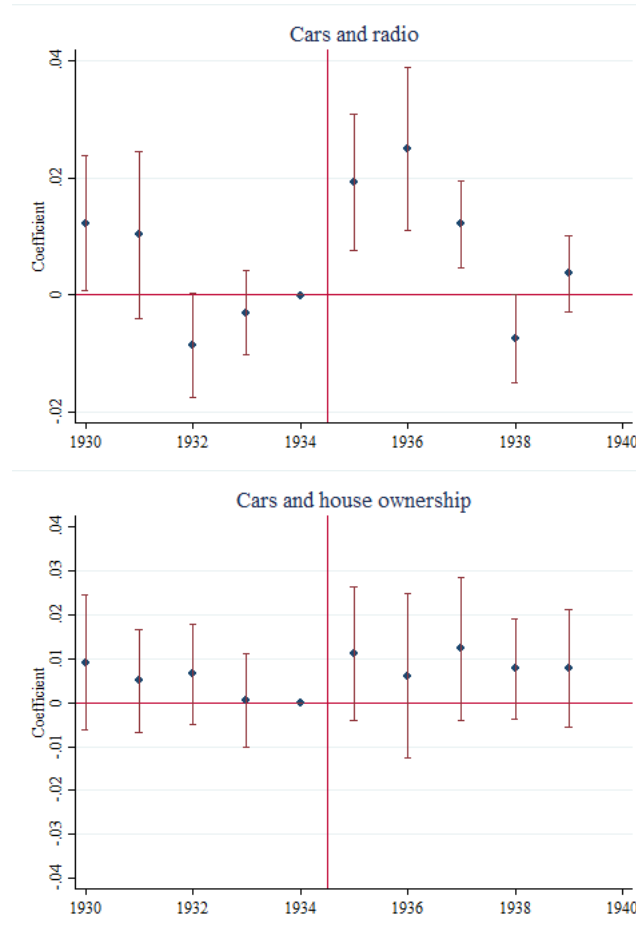 Cars and radio
Coefficient
.04
.02
0
-.02
1930 1932 1934 1936 1938 1940
Cars and house ownership
Coefficient
.04
.03
.02
.01
0
-.01
-.02
-.03
-.04
1930 1932 1934 1936 1938 1940